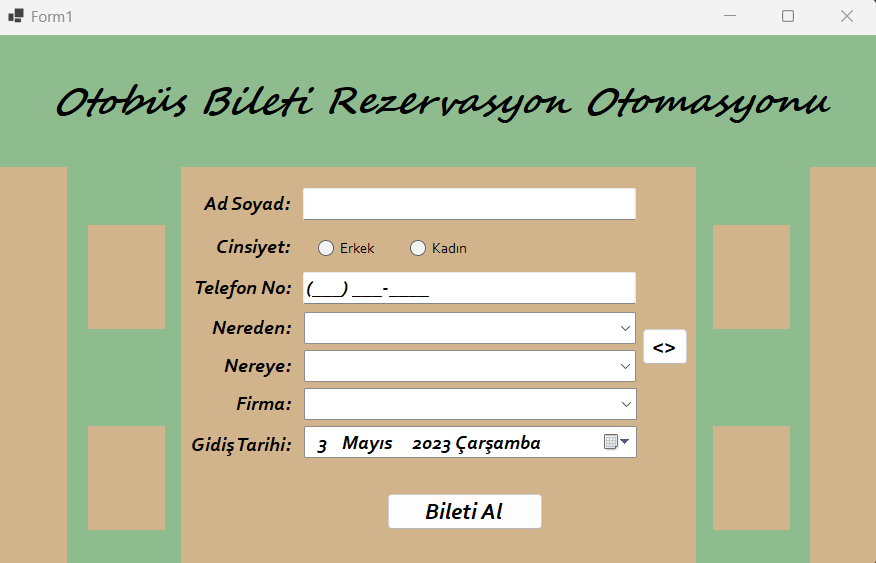 Form1
Otobüs Bileti Rezervasyon Otomasyonu
Ad Soyad:
Cinsiyet: Erkek Kadın
Telefon No: (___) ___-____
Nereden:
<>
Nereye:
Firma:
Gidiş Tarihi: 3 Mayıs 2023 Çarşamba
Bileti Al